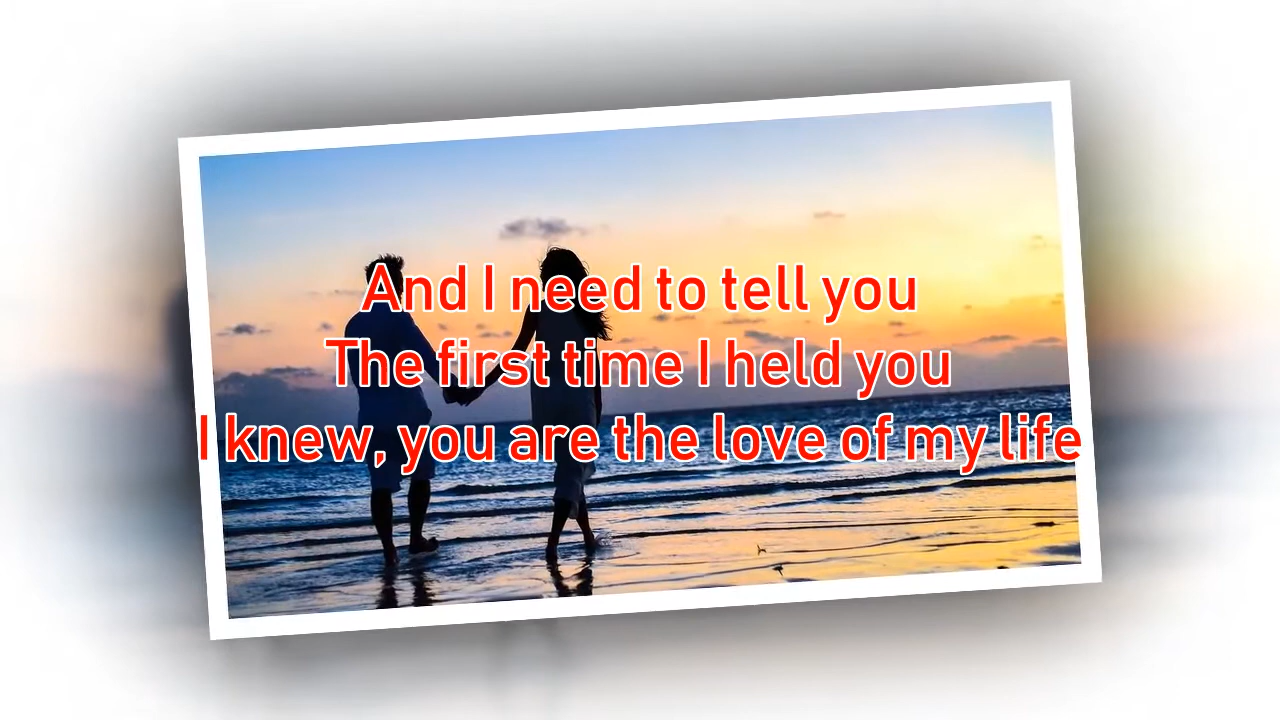 And I need to tell you
The first time I held you
I knew, you are the love of my life